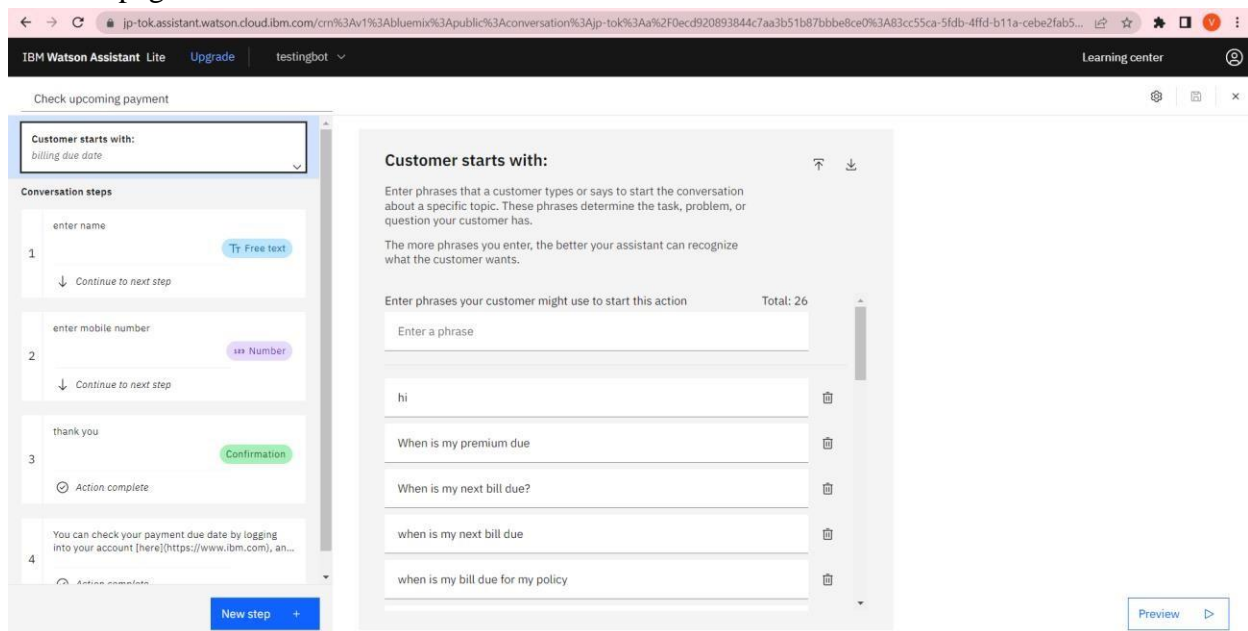 jp-tok.assistant.watson.cloud.ibm.com/crn%3Av1%3Abluemix%3Apublic%3Aconversation%3Ajp-tok%3Aa%2F0ecd920893844c7aa3b51b87bbbe8ce0%3A83cc55ca-5fdb-4ffd-b11a-cebe2fab5...
V
IBM Watson Assistant Lite Upgrade testingbot Learning center
Check upcoming payment
Customer starts with:
billing due date
Conversation steps
1
enter name
Tт Free text
Continue to next step
2
enter mobile number
123 Number
Continue to next step
3
thank you
Confirmation
Action complete
4
You can check your payment due date by logging
into your account [here](https://www.ibm.com), an...
Action complete
New step +
Customer starts with:
Enter phrases that a customer types or says to start the conversation
about a specific topic. These phrases determine the task, problem, or
question your customer has.
The more phrases you enter, the better your assistant can recognize
what the customer wants.
Enter phrases your customer might use to start this action Total: 26
Enter a phrase
hi
When is my premium due
When is my next bill due?
when is my next bill due
when is my bill due for my policy
Preview